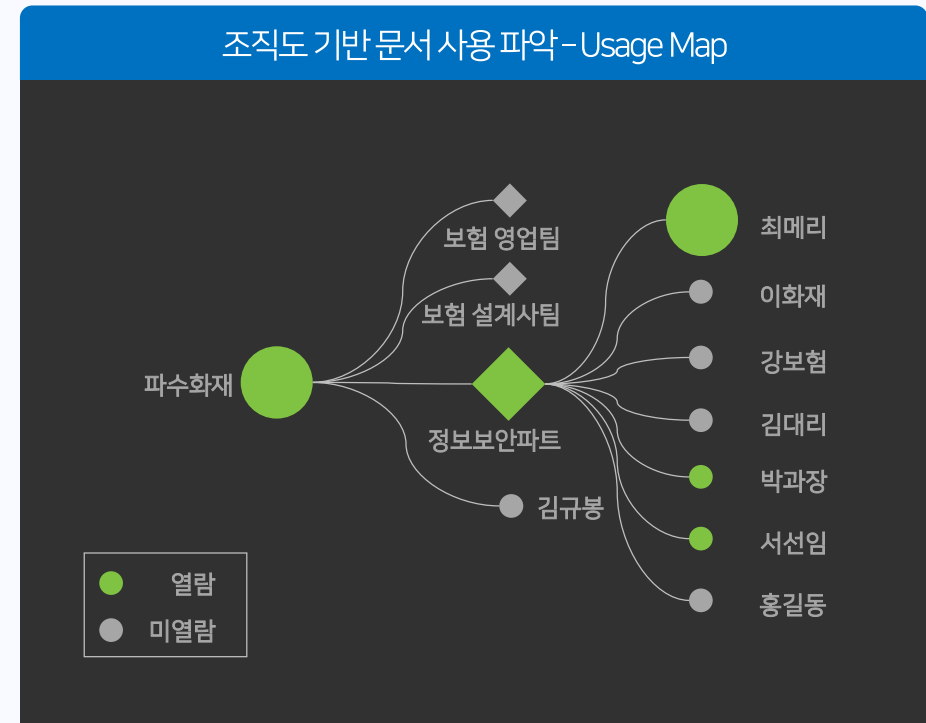 조직도 기반 문서 사용 파악 – Usage Map
보험 영업팀
보험 설계사팀
파수화재
정보보안파트
김규봉
최메리
이화재
강보험
김대리
박과장
서선임
홍길동
열람
미열람